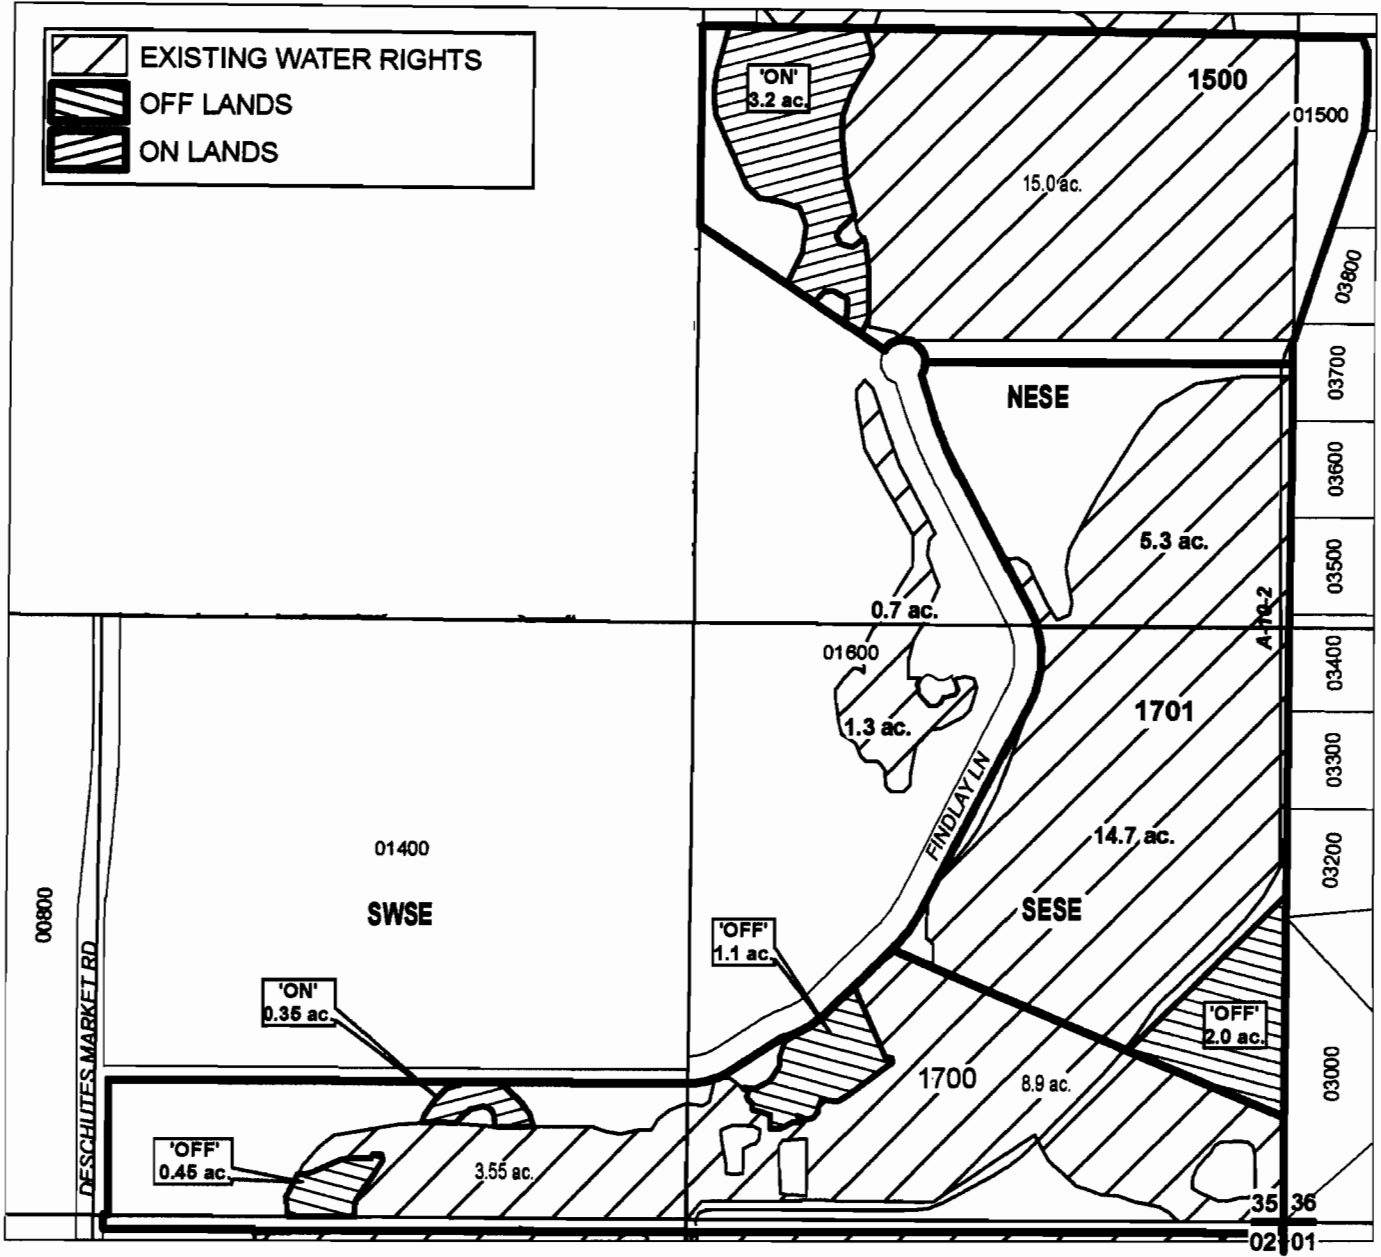 EXISTING WATER RIGHTS
OFF LANDS
ON LANDS
'ON'
3.2 ac.
1500
01500
15.0 ac.
03800
NESE
03700
03600
5.3 ac.
03500
0.7 ac.
A-10-2
01600
03400
1701
1.3 ac.
03300
FINDLAY LN
14.7 ac.
01400
03200
00800
SWSE
SESE
'OFF'
1.1 ac.
DESCHUTES MARKET RD
'ON'
0.35 ac.
'OFF'
2.0 ac.
1700
8.9 ac.
03000
'OFF'
0.45 ac.
3.55 ac.
35 36
02 01